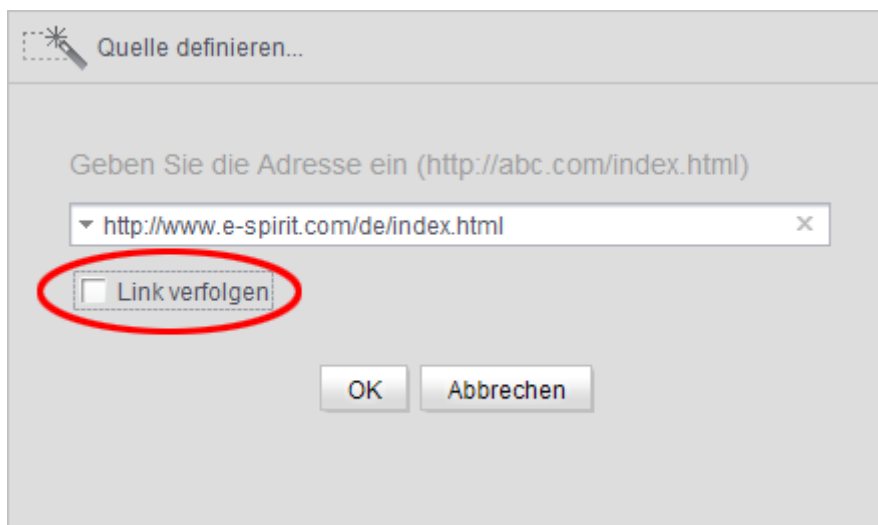 Quelle definieren...
Geben Sie die Adresse ein (http://abc.com/index.html)
http://www.e-spirit.com/de/index.html
Link verfolgen
OK Abbrechen